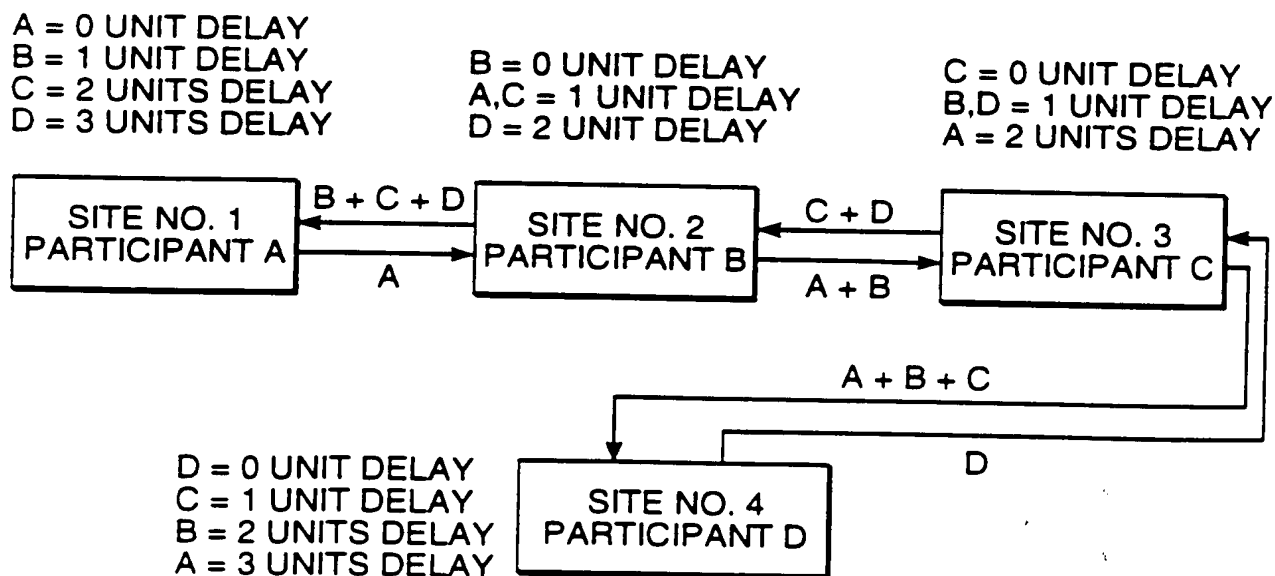 A = 0 UNIT DELAY
B = 1 UNIT DELAY
C = 2 UNITS DELAY
D = 3 UNITS DELAY
B = 0 UNIT DELAY
A,C = 1 UNIT DELAY
D = 2 UNIT DELAY
C = 0 UNIT DELAY
B,D = 1 UNIT DELAY
A = 2 UNITS DELAY
SITE NO. 1
PARTICIPANT A
B + C + D
A
SITE NO. 2
PARTICIPANT B
C + D
A + B
SITE NO. 3
PARTICIPANT C
A + B + C
D
D = 0 UNIT DELAY
C = 1 UNIT DELAY
B = 2 UNITS DELAY
A = 3 UNITS DELAY
SITE NO. 4
PARTICIPANT D